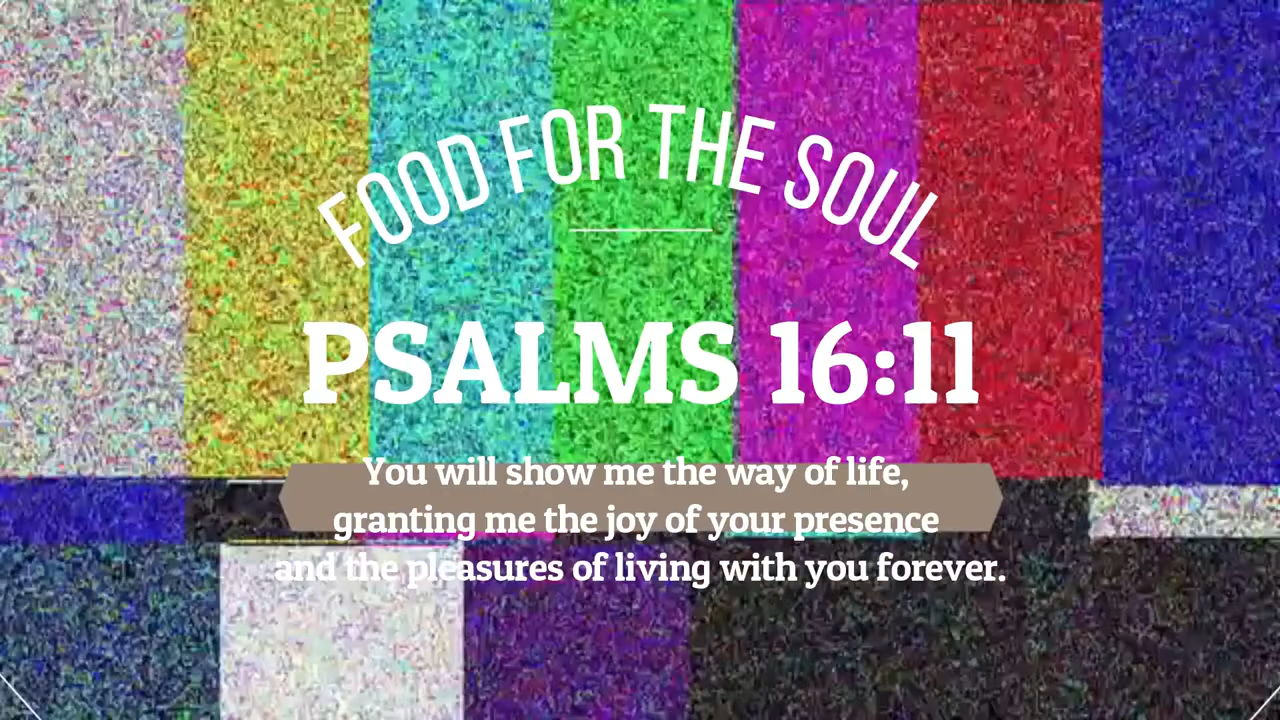 FOOD FOR THE SOUL
PSALMS 16:11
You will show me the way of life,
granting me the joy of your presence
and the pleasures of living with you forever.